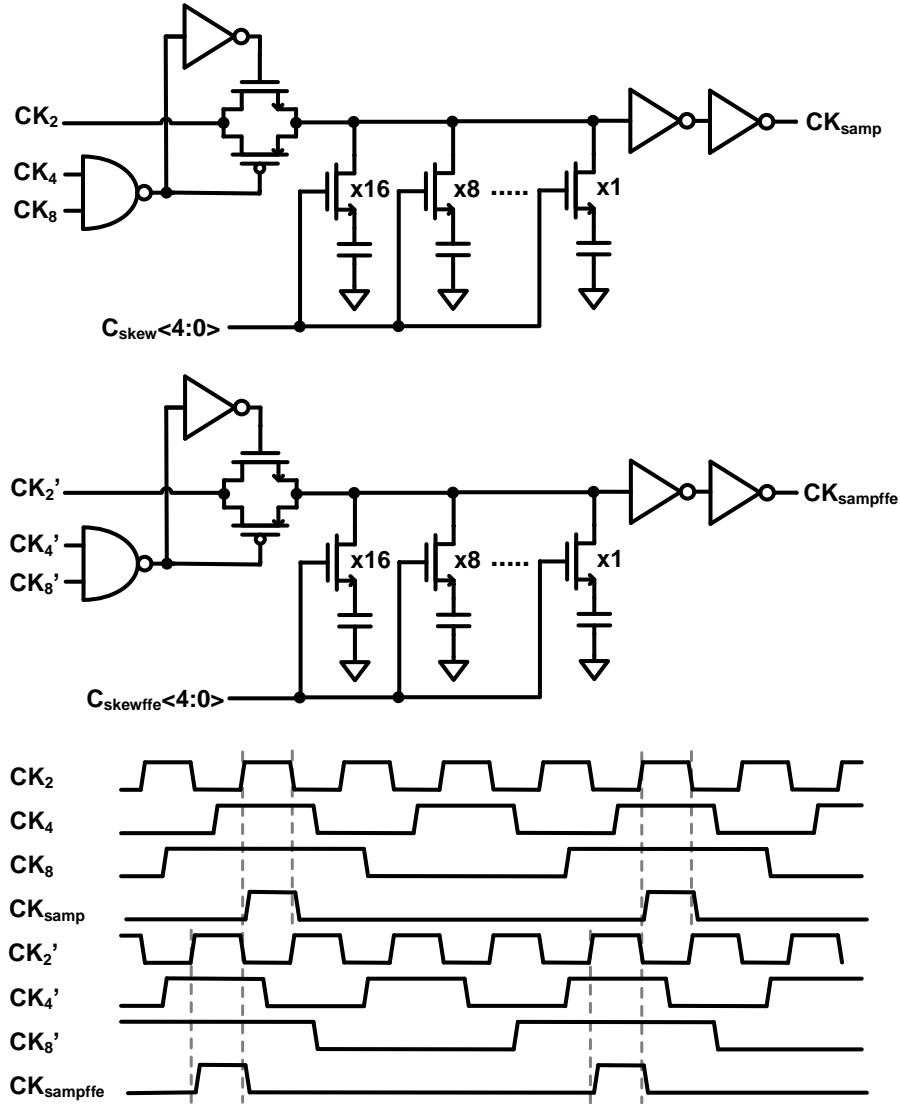 CK2
CK4
CK8
x16 x8 ..... x1
CKsamp
Cskew<4:0>
CK2'
CK4'
CK8'
x16 x8 ..... x1
CKsampffe
Cskewffe<4:0>
CK2
CK4
CK8
CKsamp
CK2'
CK4'
CK8'
CKsampffe